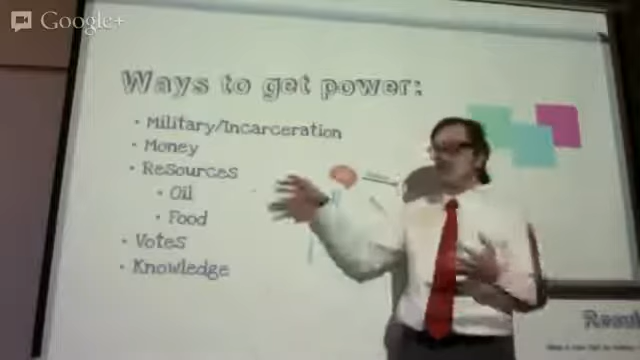 Google+
Ways to get power:
• Military/Incarceration
• Money
• Resources
• Oil
• Food
• Votes
• Knowledge